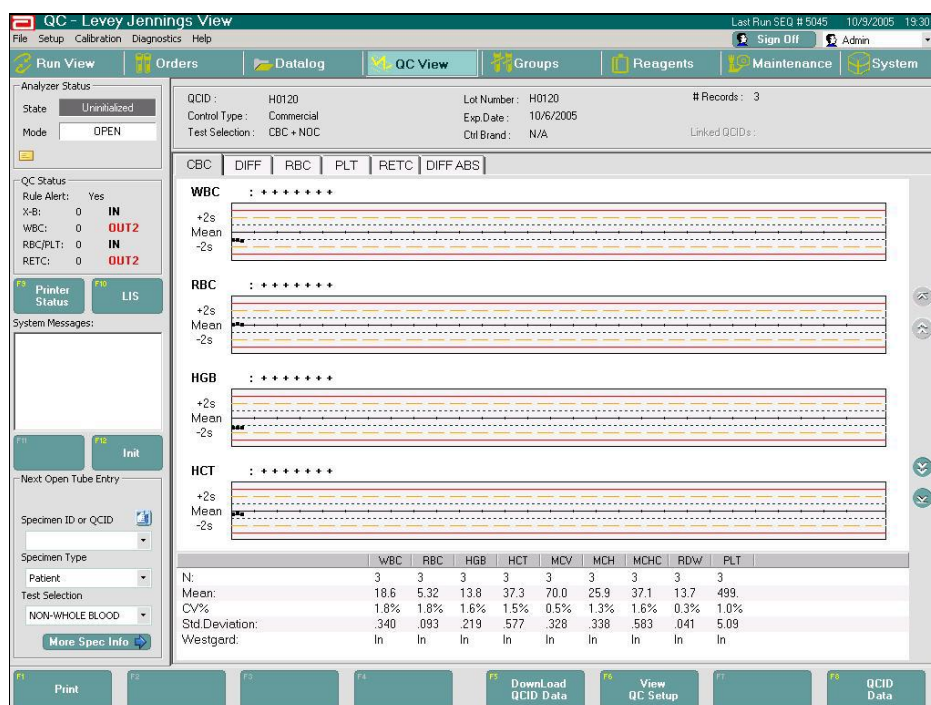 QC - Levey Jennings View
Last Run SEQ # 5045 10/9/2005 19:30
File Setup Calibration Diagnostics Help
Sign Off Admin
Run View Orders Datalog QC View Groups Reagents Maintenance System
Analyzer Status
State Uninitialized
Mode OPEN
QCID : H0120 Lot Number : H0120 # Records : 3
Control Type : Commercial Exp.Date : 10/6/2005
Test Selection : CBC + NOC Ctrl Brand : N/A Linked QCIDs :
QC Status
Rule Alert: Yes
X-B: 0 IN
WBC: 0 OUT2
RBC/PLT: 0 IN
RETC: 0 OUT2
F9 Printer Status
F10 LIS
System Messages:
F11
F12 Init
Next Open Tube Entry
Specimen ID or QCID
Specimen Type
Patient
Test Selection
NON-WHOLE BLOOD
More Spec Info
CBC DIFF RBC PLT RETC DIFF ABS
WBC : + + + + + + +
+2s
Mean
-2s
RBC : + + + + + + +
+2s
Mean
-2s
HGB : + + + + + + +
+2s
Mean
-2s
HCT : + + + + + + +
+2s
Mean
-2s
WBC RBC HGB HCT MCV MCH MCHC RDW PLT
N: 3 3 3 3 3 3 3 3 3
Mean: 18.6 5.32 13.8 37.3 70.0 25.9 37.1 13.7 499.
CV% 1.8% 1.8% 1.6% 1.5% 0.5% 1.3% 1.6% 0.3% 1.0%
Std.Deviation: .340 .093 .219 .577 .328 .338 .583 .041 5.09
Westgard: In In In In In In In In In
F1 Print
F2
F3
F4
F5 DownLoad QCID Data
F6 View QC Setup
F7
F8 QCID Data